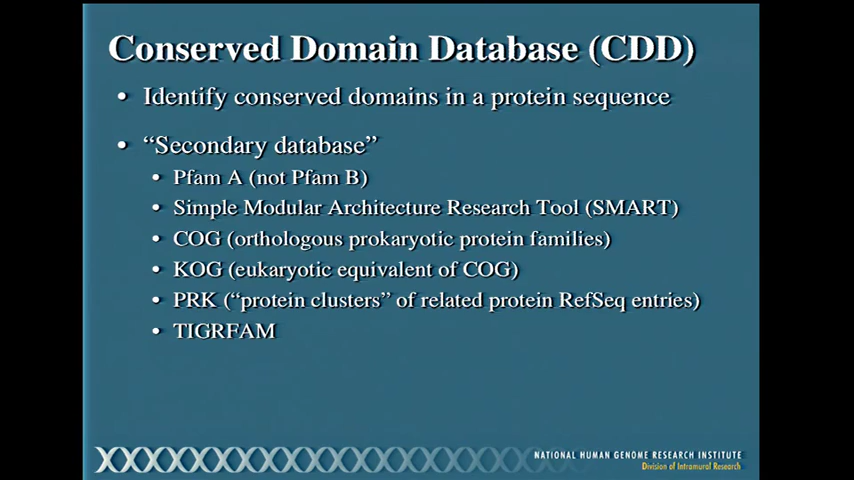 Conserved Domain Database (CDD)
• Identify conserved domains in a protein sequence
• “Secondary database”
• Pfam A (not Pfam B)
• Simple Modular Architecture Research Tool (SMART)
• COG (orthologous prokaryotic protein families)
• KOG (eukaryotic equivalent of COG)
• PRK (“protein clusters” of related protein RefSeq entries)
• TIGRFAM
NATIONAL HUMAN GENOME RESEARCH INSTITUTE
Division of Intramural Research